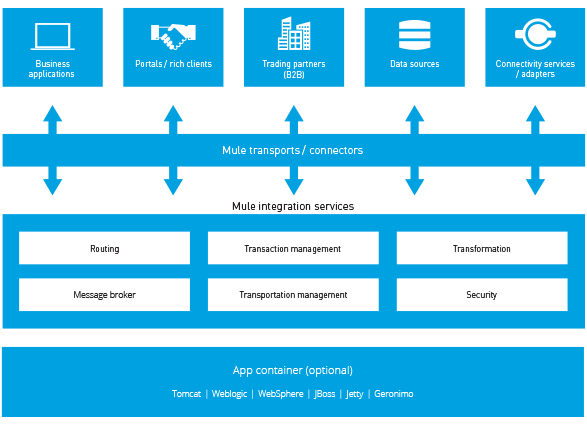 Business
applications
Portals / rich clients
Trading partners
(B2B)
Data sources
Connectivity services
/ adapters
Mule transports / connectors
Mule integration services
Routing
Transaction management
Transformation
Message broker
Transportation management
Security
App container (optional)
Tomcat | Weblogic | WebSphere | JBoss | Jetty | Geronimo